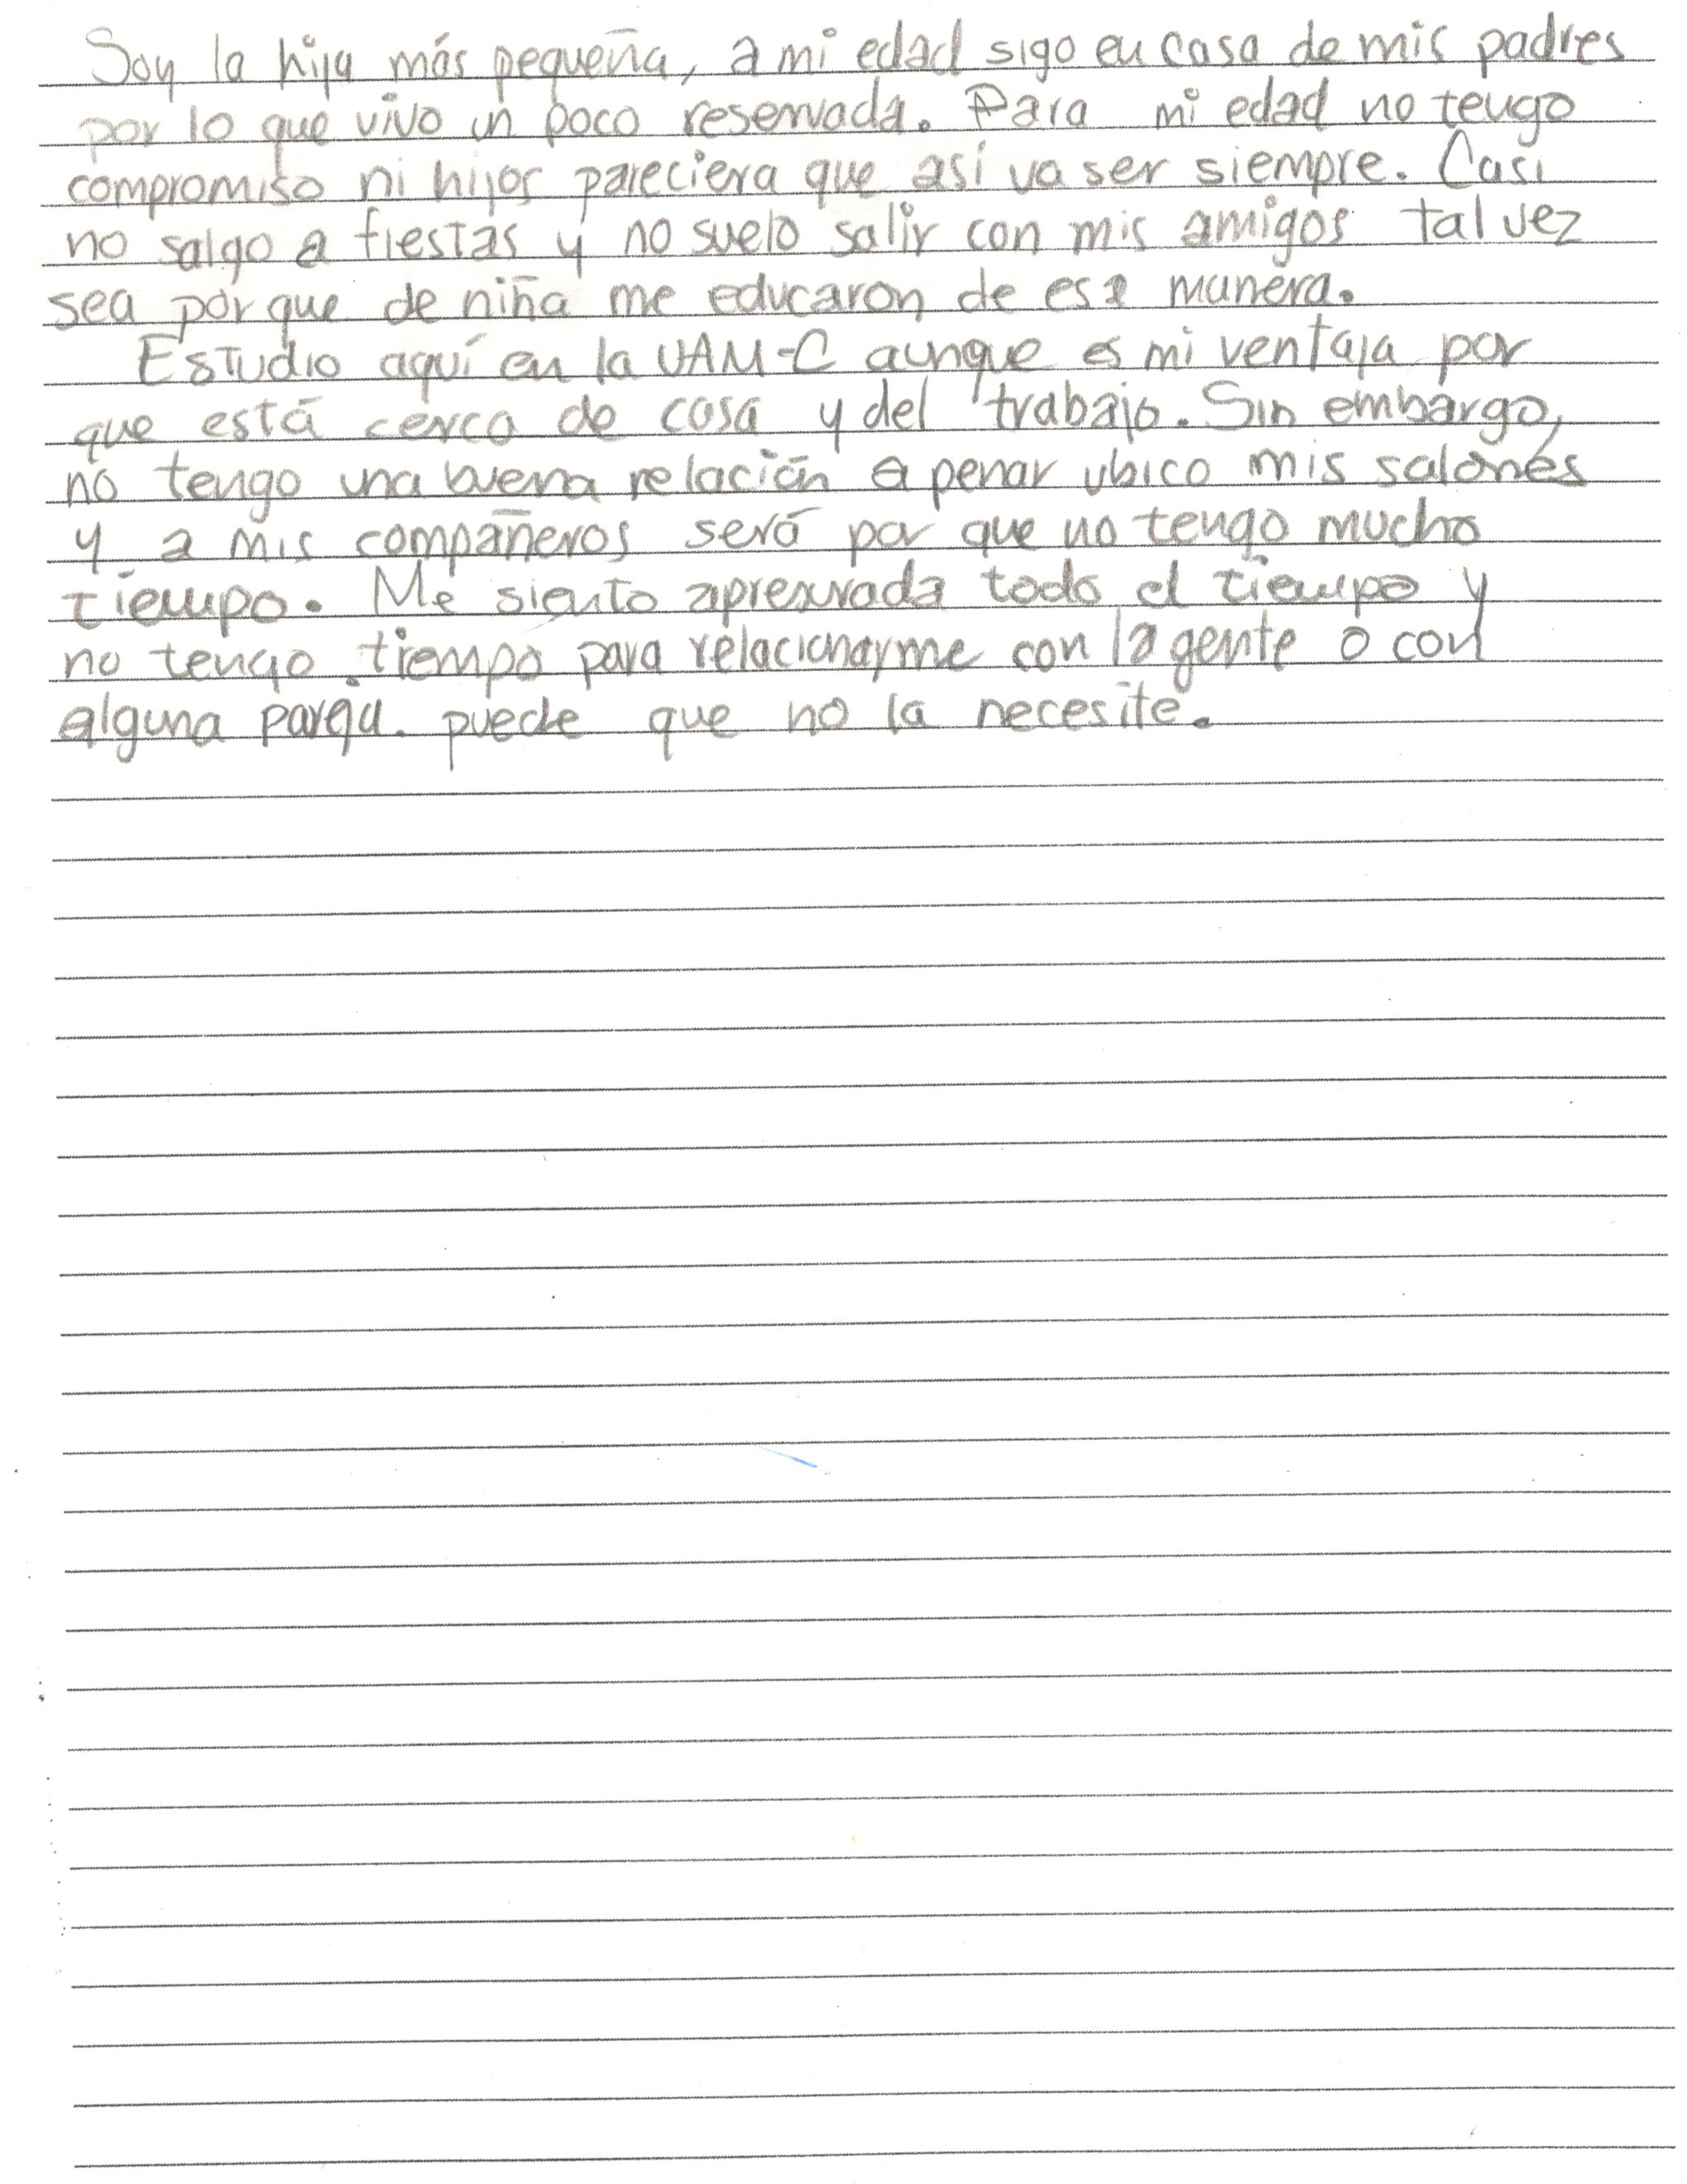 Soy la hija más pequeña, a mi edad sigo en casa de mis padres
por lo que vivo un poco reservada. Para mi edad no tengo
compromiso ni hijos pareciera que así va ser siempre. Casi
no salgo a fiestas y no suelo salir con mis amigos tal vez
sea por que de niña me educaron de esa manera.
Estudio aquí en la UAM-C aunque es mi ventaja por
que está cerca de casa y del trabajo. Sin embargo,
no tengo una buena relación a penar ubico mis salones
y a mis compañeros será por que no tengo mucho
tiempo. Me siento apresurada todo el tiempo y
no tengo tiempo para relacionarme con la gente o con
alguna pareja. puede que no la necesite.